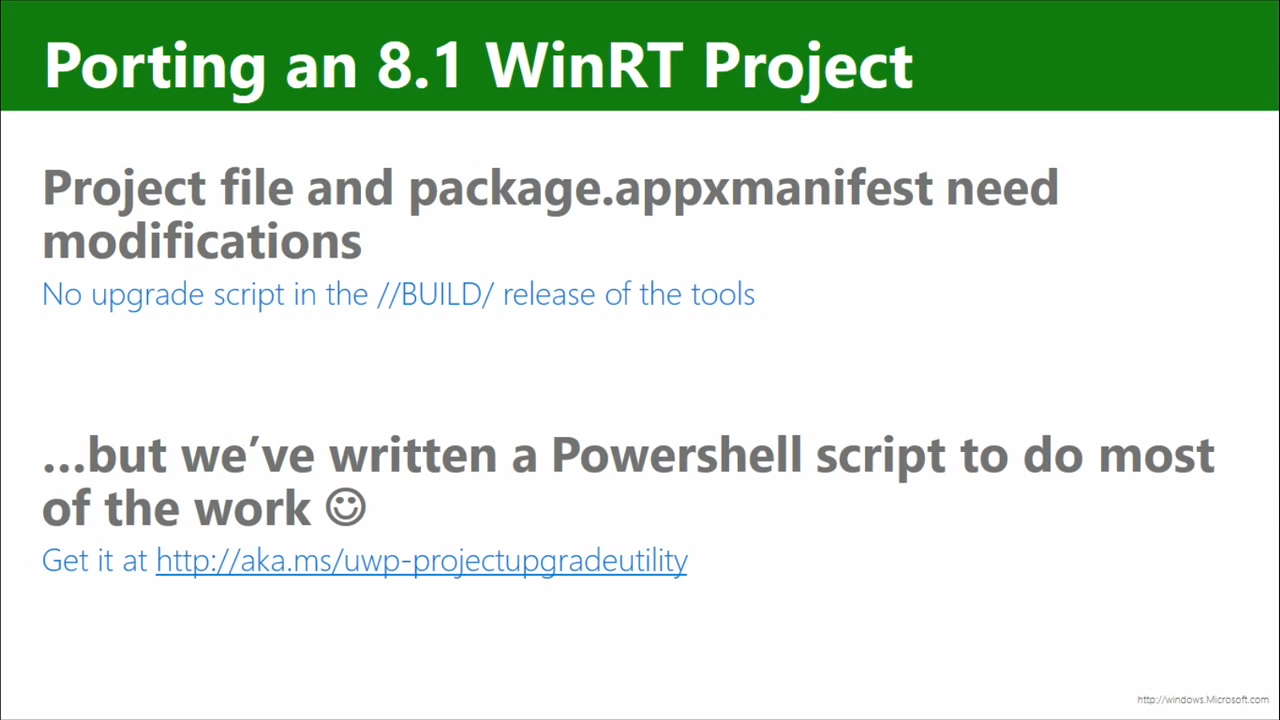 Porting an 8.1 WinRT Project
Project file and package.appxmanifest need
modifications
No upgrade script in the //BUILD/ release of the tools
...but we’ve written a Powershell script to do most
of the work ☺
Get it at http://aka.ms/uwp-projectupgradeutility
http://windows.Microsoft.com